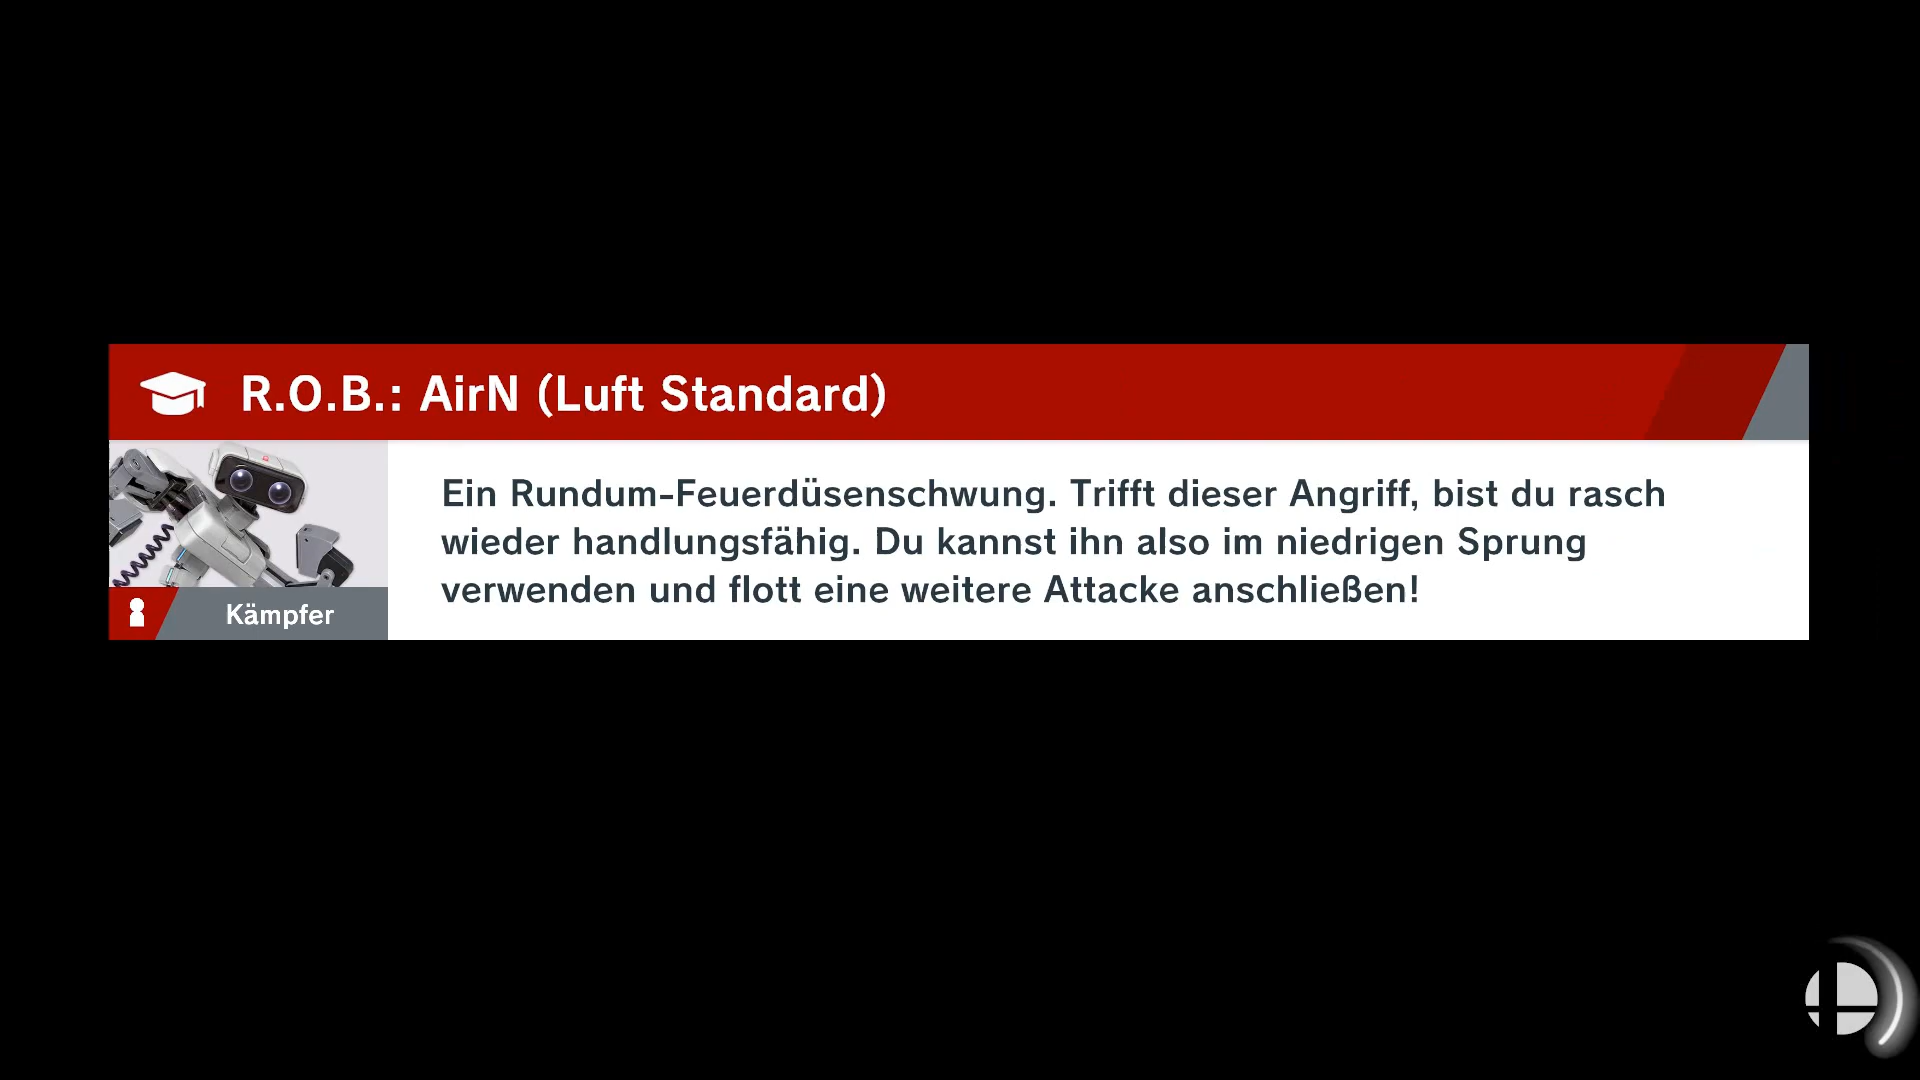 R.O.B.: AirN (Luft Standard)
Ein Rundum-Feuerdüsenschwung. Trifft dieser Angriff, bist du rasch
wieder handlungsfähig. Du kannst ihn also im niedrigen Sprung
verwenden und flott eine weitere Attacke anschließen!
Kämpfer